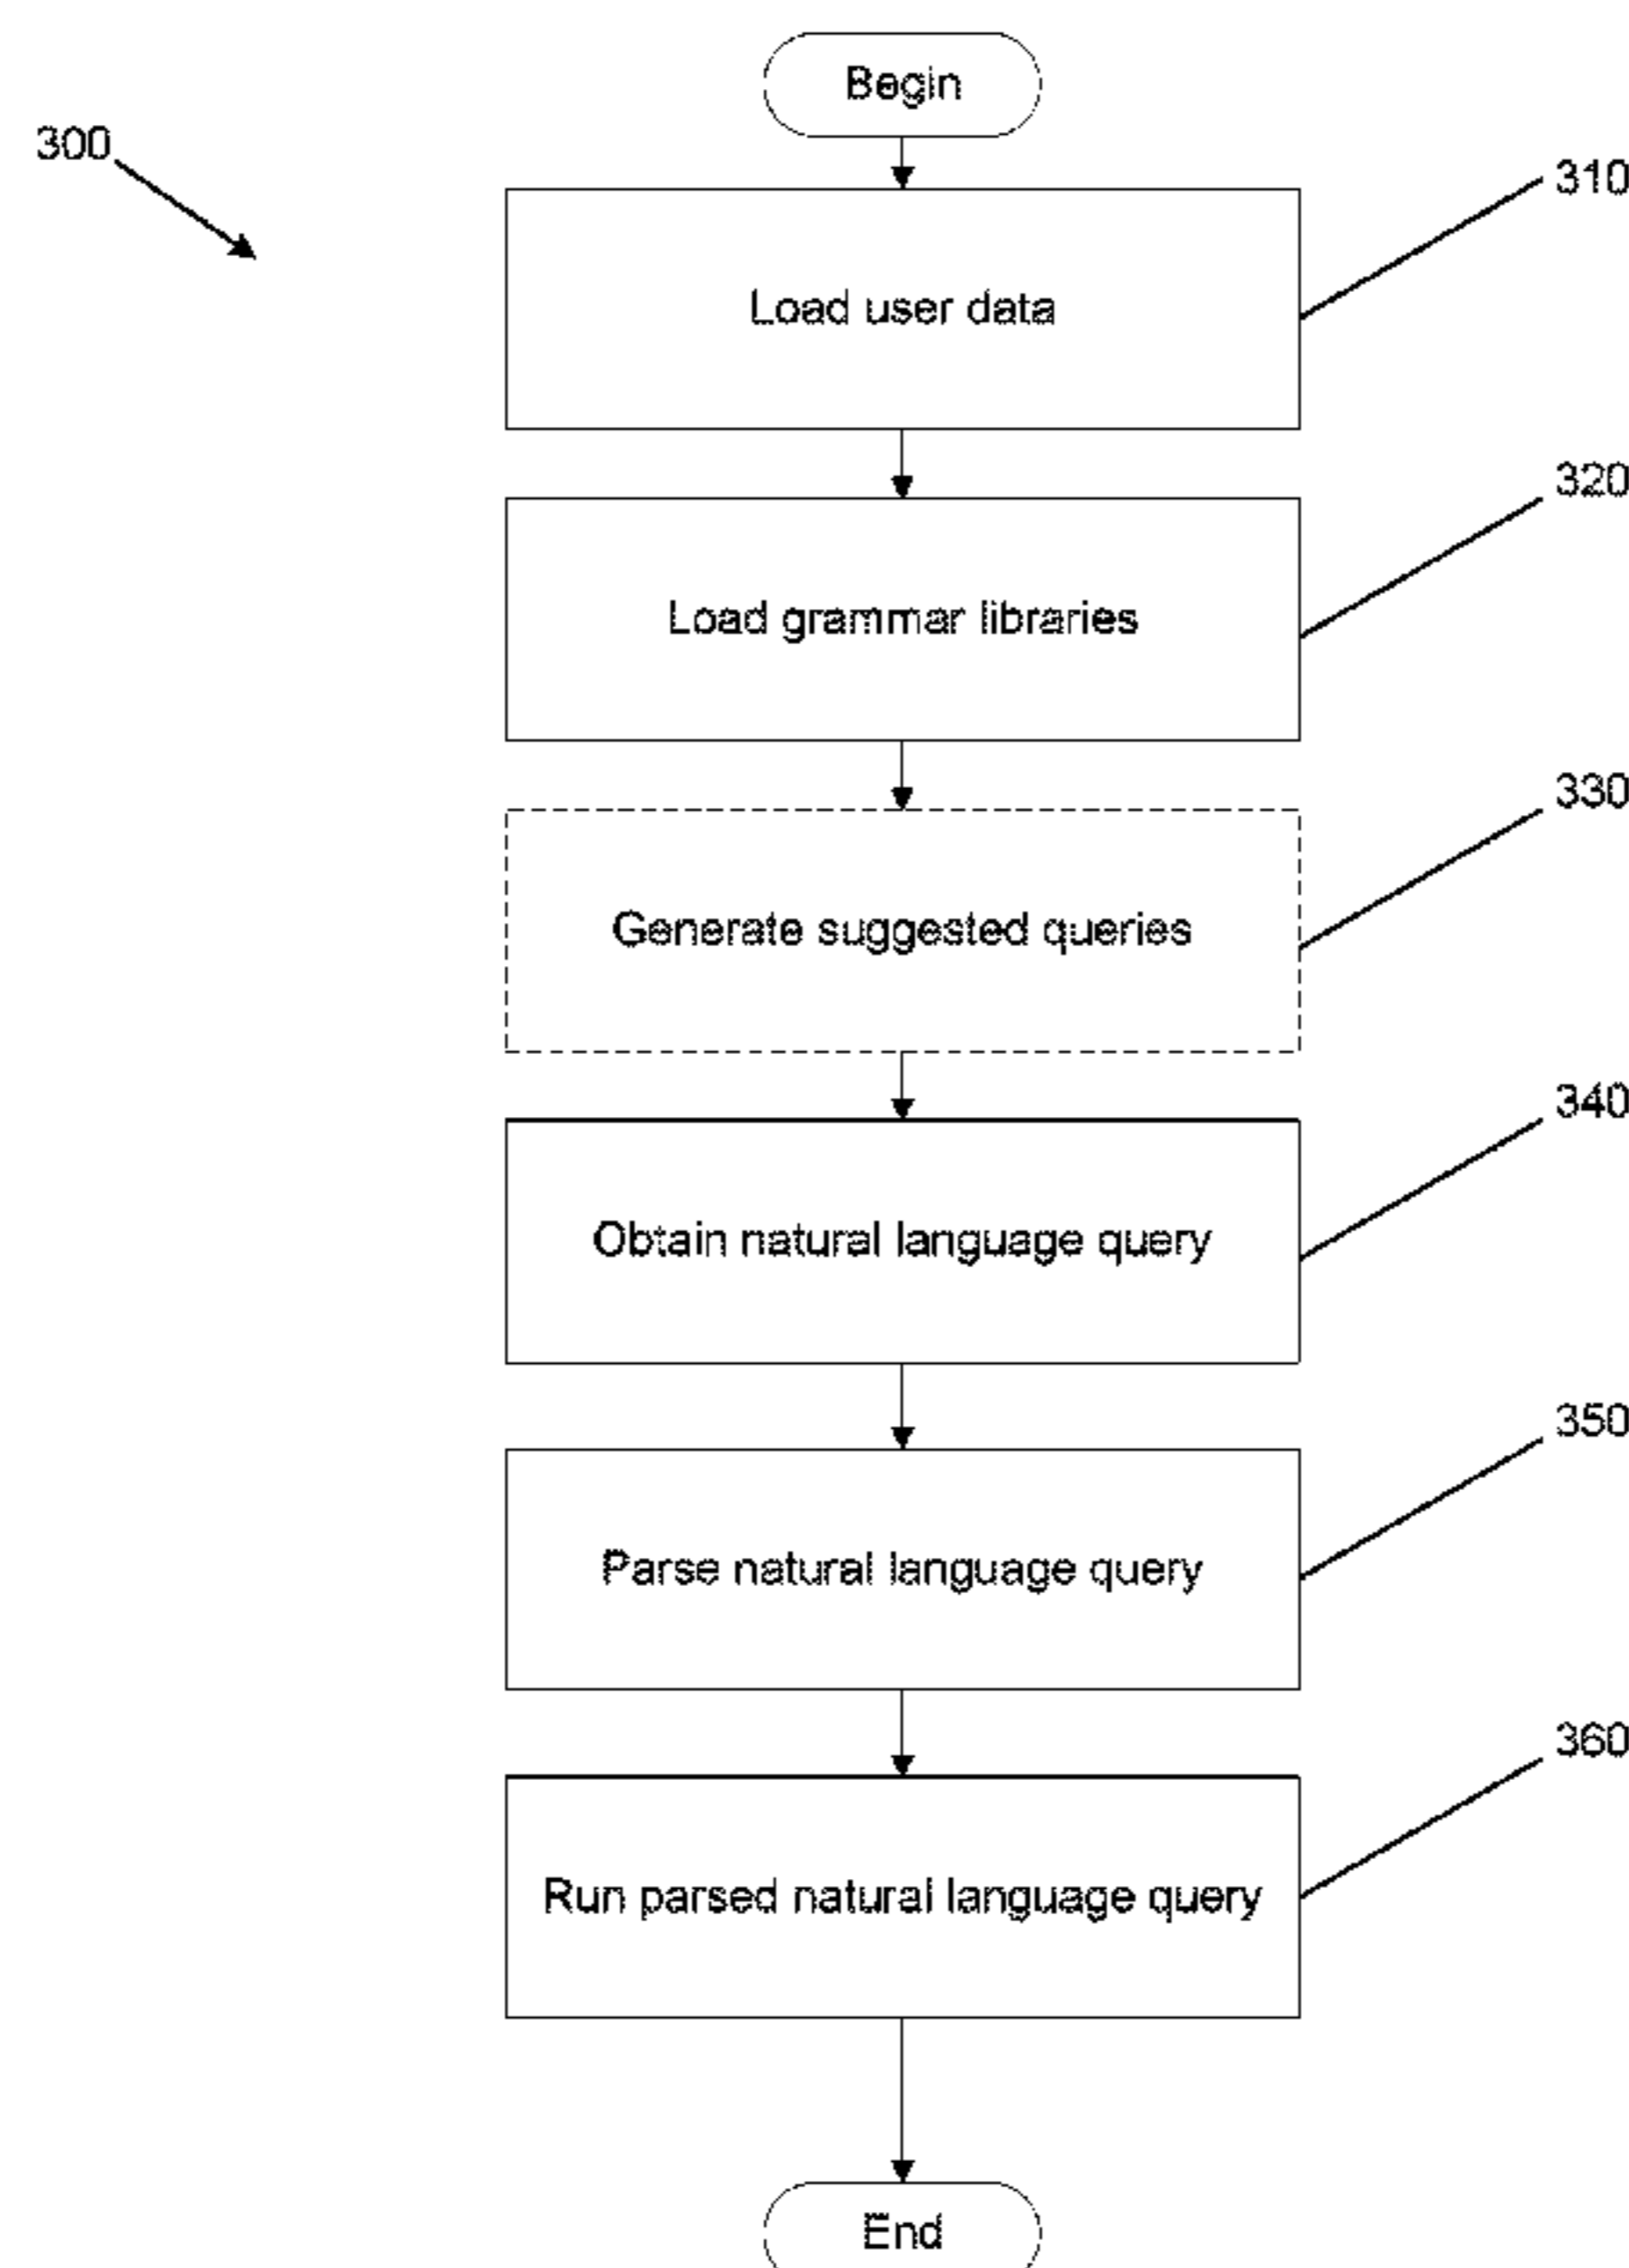 Begin
300
310
Load user data
320
Load grammar libraries
330
Generate suggested queries
340
Obtain natural language query
350
Parse natural language query
360
Run parsed natural language query
End